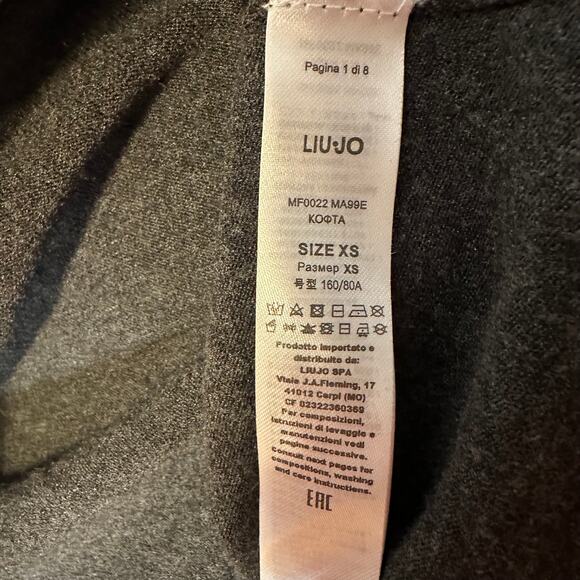 Pagina 1 di 8
LIU·JO
MF0022 MA99E
КОФТА
SIZE XS
Размер XS
号型 160/80A
Prodotto importato e
distribuito da:
LIUJO SPA
Viale J.A.Fleming, 17
41012 Carpi (MO)
CF 02322360369
Per composizioni,
istruzioni di lavaggio e
manutenzioni vedi
pagine successive.
Consult next pages for
compositions, washing
and care instructions.
EAC